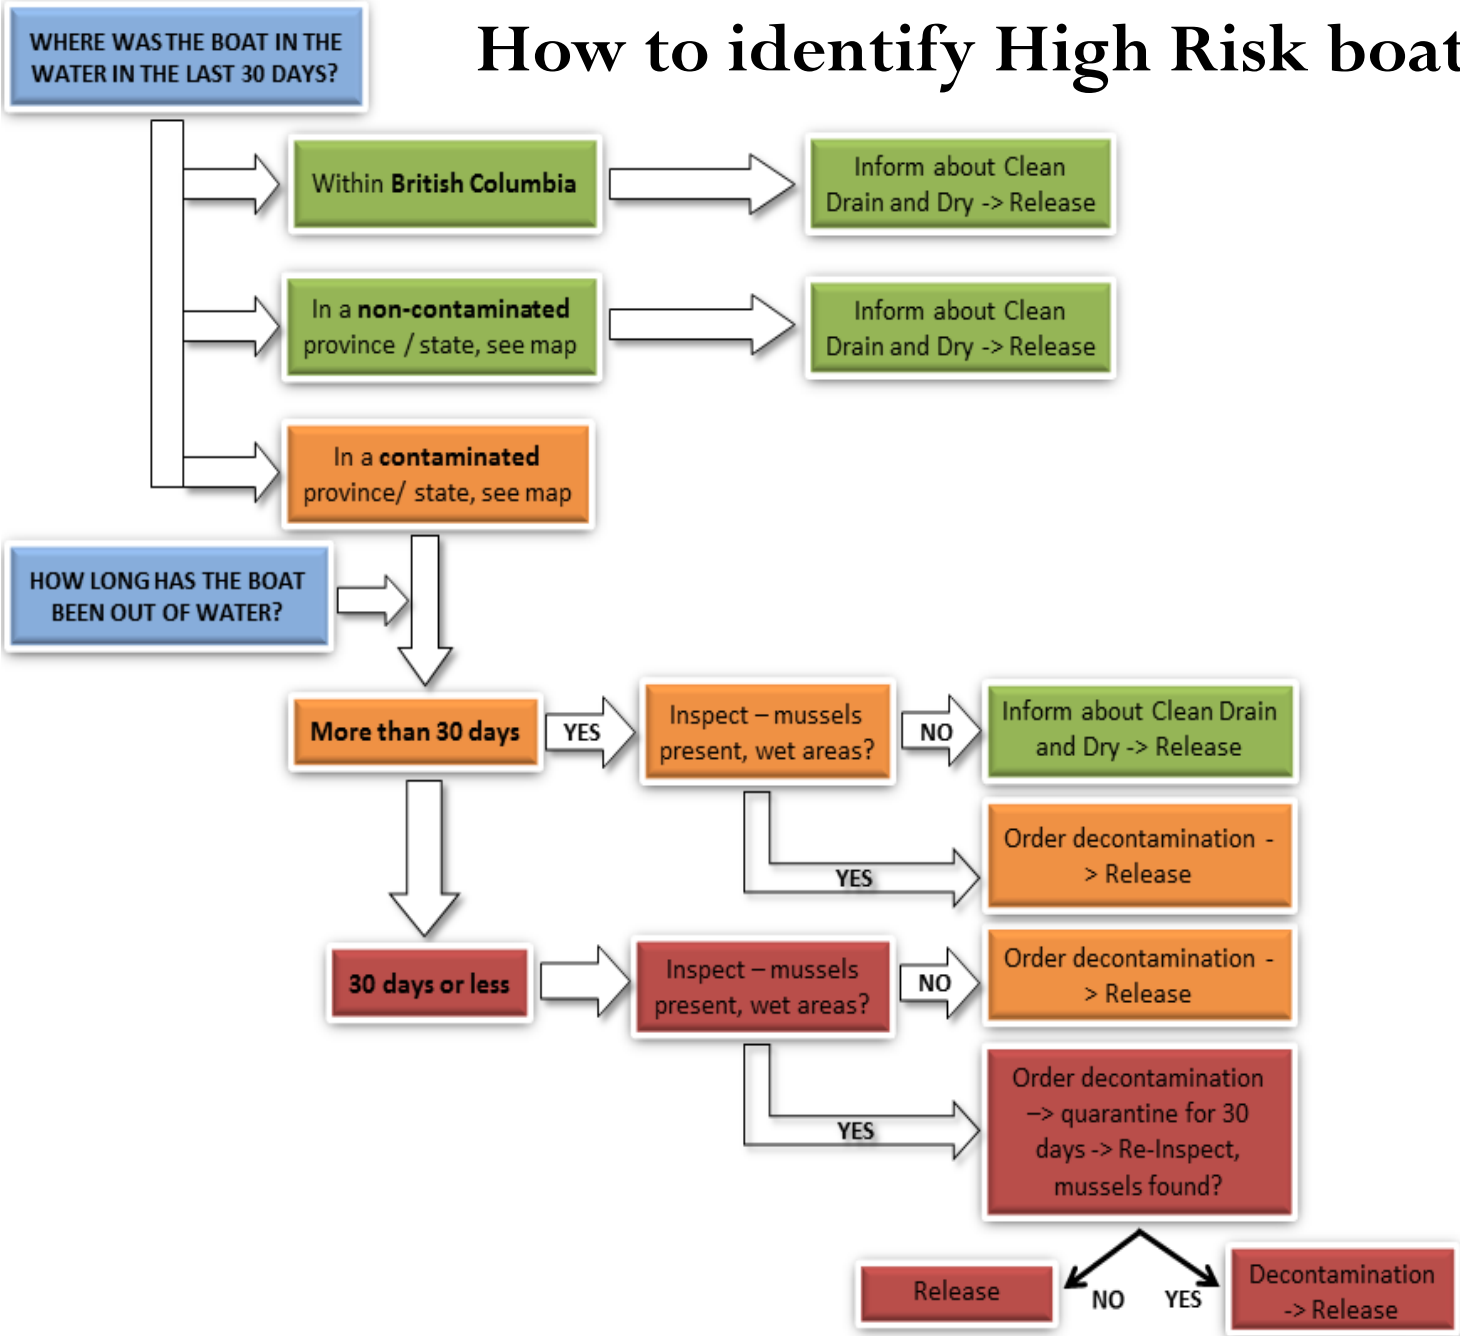 How to identify High Risk boat
WHERE WAS THE BOAT IN THE
WATER IN THE LAST 30 DAYS?
Within British Columbia
Inform about Clean
Drain and Dry -> Release
In a non-contaminated
province / state, see map
Inform about Clean
Drain and Dry -> Release
In a contaminated
province/ state, see map
HOW LONG HAS THE BOAT
BEEN OUT OF WATER?
More than 30 days
YES
Inspect – mussels
present, wet areas?
NO
Inform about Clean Drain
and Dry -> Release
YES
Order decontamination -
> Release
30 days or less
Inspect – mussels
present, wet areas?
NO
Order decontamination -
> Release
YES
Order decontamination
–> quarantine for 30
days -> Re-Inspect,
mussels found?
NO
Release
YES
Decontamination
-> Release